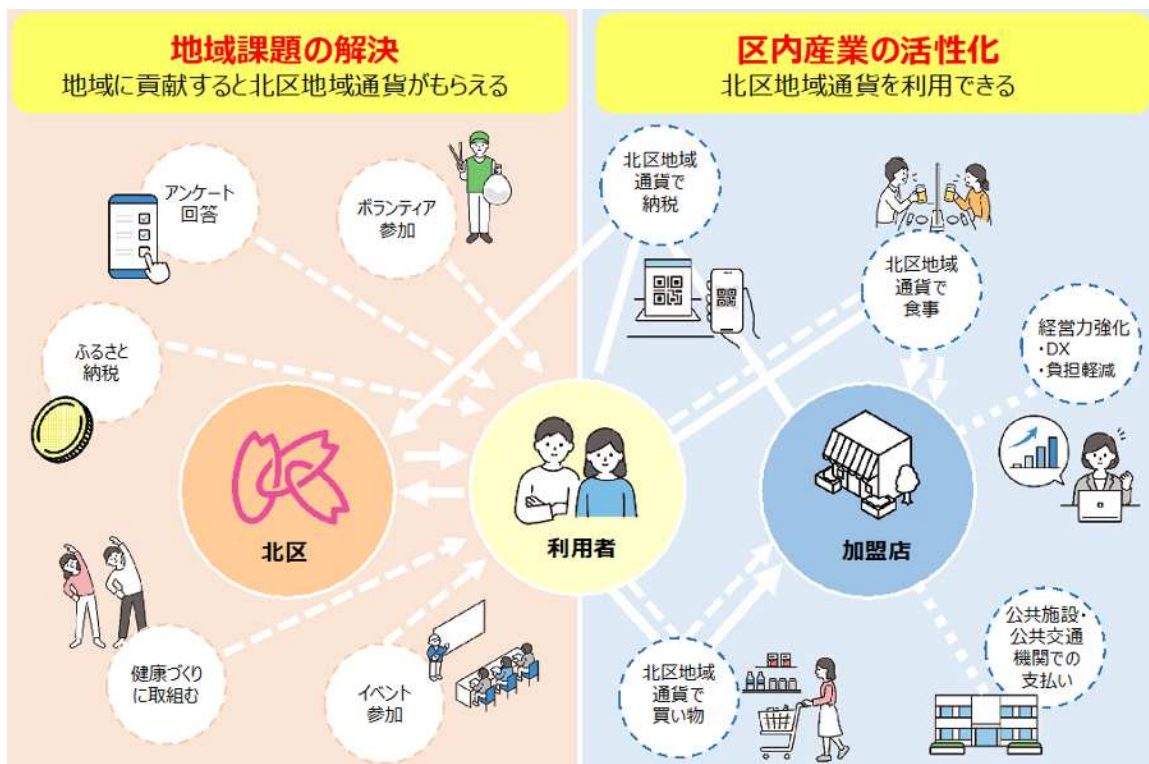 地域課題の解決
地域に貢献すると北区地域通貨がもらえる
アンケート
回答
ボランティア
参加
ふるさと
納税
北区
健康づくり
に取組む
イベント
参加
利用者
区内産業の活性化
北区地域通貨を利用できる
北区地域
通貨で
納税
北区地域
通貨で
食事
経営力強化
・DX
・負担軽減
加盟店
北区地域
通貨で
買い物
公共施設・
公共交通
機関での
支払い